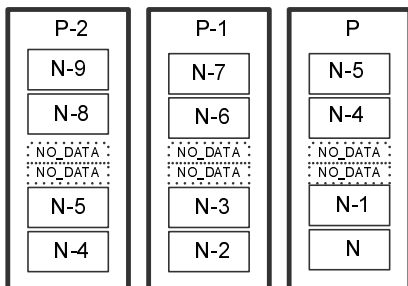 P-2
N-9
N-8
NO_DATA
NO_DATA
N-5
N-4
P-1
N-7
N-6
NO_DATA
NO_DATA
N-3
N-2
P
N-5
N-4
NO_DATA
NO_DATA
N-1
N